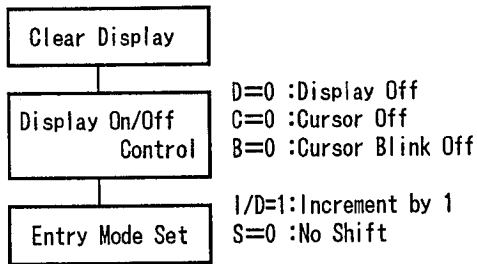 Clear Display
Display On/Off
Control
D=0 :Display Off
C=0 :Cursor Off
B=0 :Cursor Blink Off
Entry Mode Set
I/D=1:Increment by 1
S=0 :No Shift